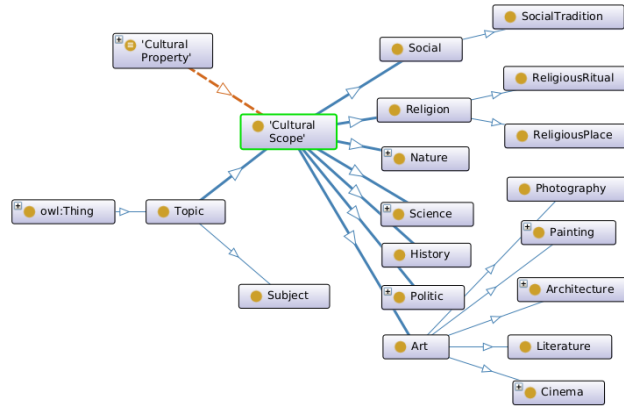 SocialTradition
'Cultural
Property'
Social
ReligiousRitual
Religion
'Cultural
Scope'
ReligiousPlace
Nature
Photography
owl:Thing
Topic
Science
Painting
History
Architecture
Subject
Politic
Art
Literature
Cinema